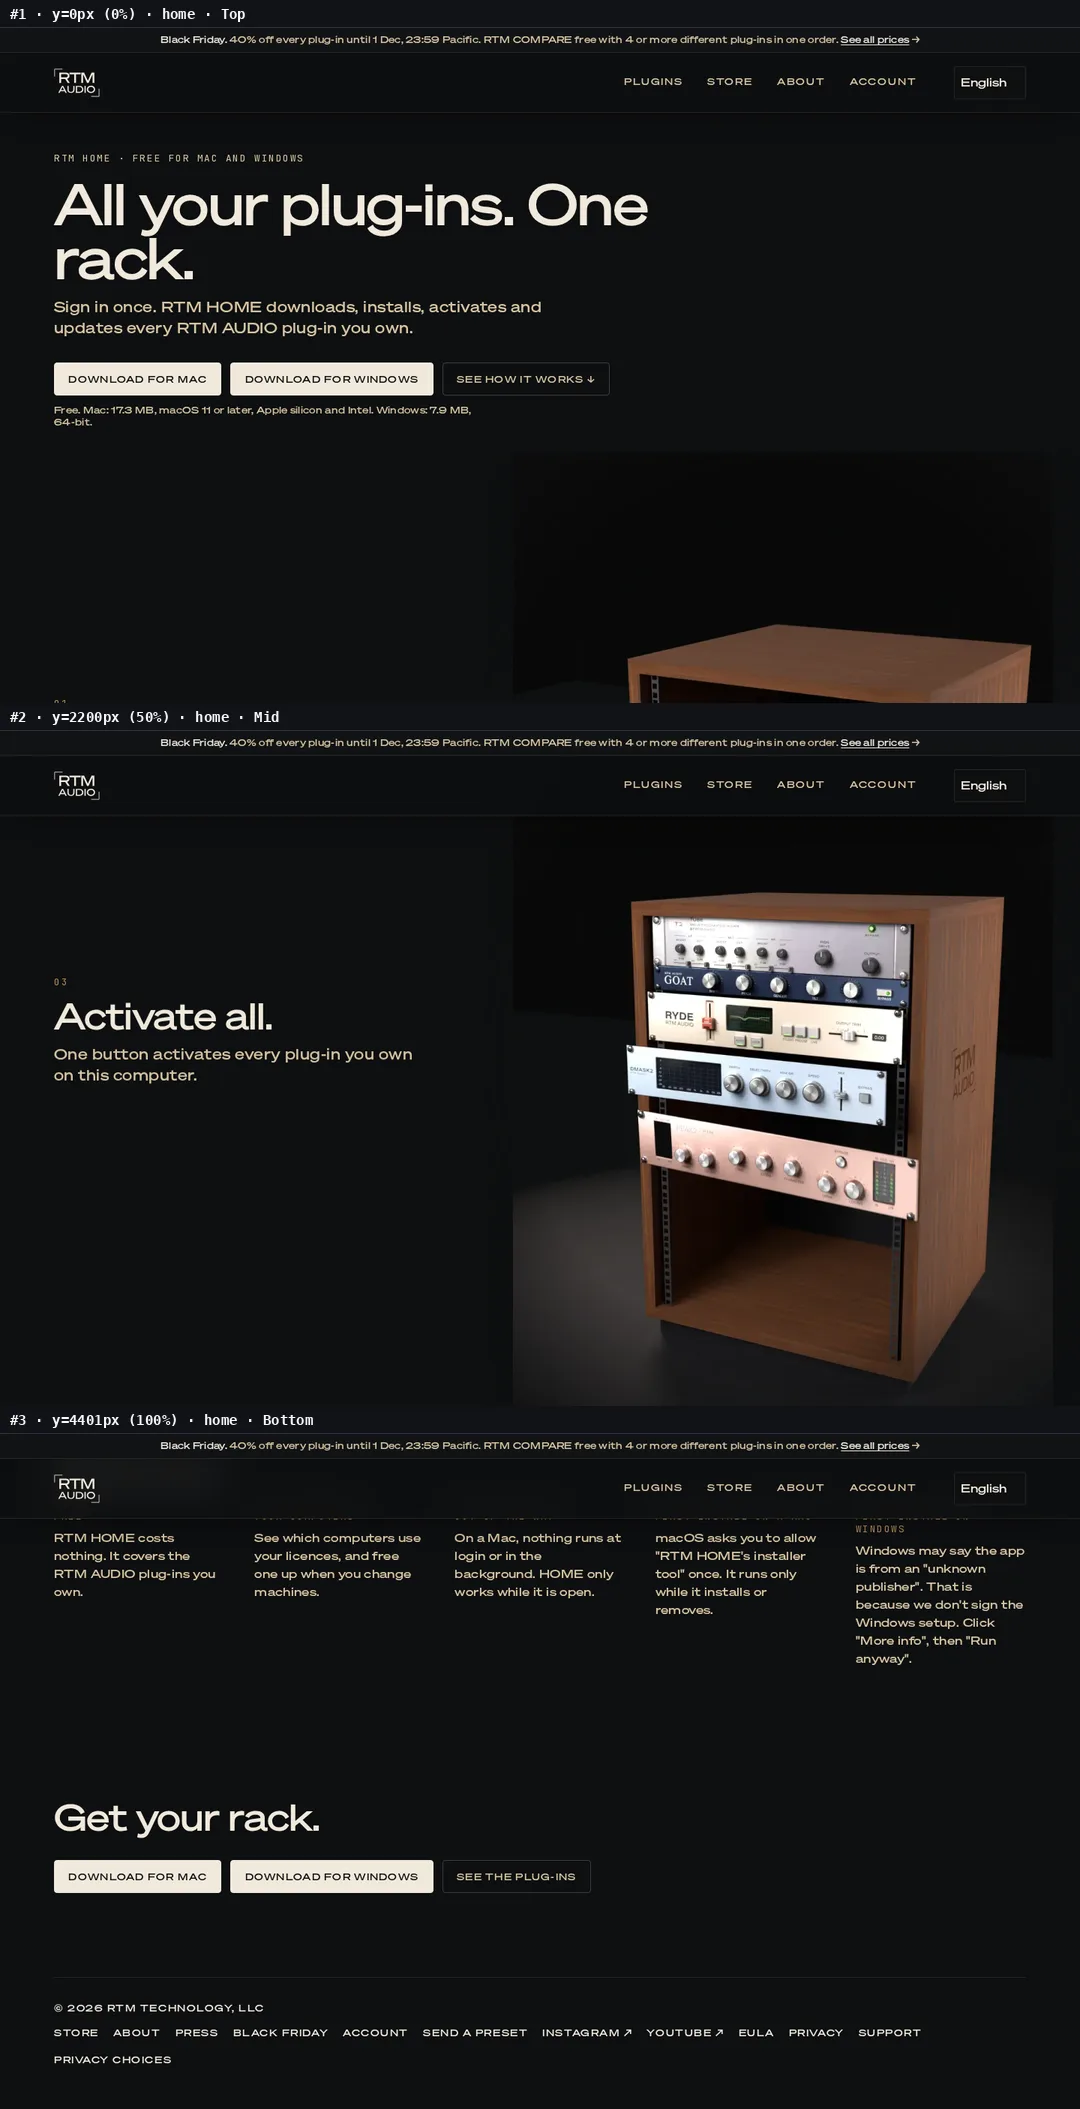 #1 · y=0px (0%) · home · Top
Black Friday. 40% off every plug-in until 1 Dec, 23:59 Pacific. RTM COMPARE free with 4 or more different plug-ins in one order. See all prices →
RTM
AUDIO
PLUGINS STORE ABOUT ACCOUNT English
RTM HOME · FREE FOR MAC AND WINDOWS
All your plug-ins. One
rack.
Sign in once. RTM HOME downloads, installs, activates and
updates every RTM AUDIO plug-in you own.
DOWNLOAD FOR MAC DOWNLOAD FOR WINDOWS SEE HOW IT WORKS ↓
Free. Mac: 17.3 MB, macOS 11 or later, Apple silicon and Intel. Windows: 7.9 MB,
64-bit.
#2 · y=2200px (50%) · home · Mid
Black Friday. 40% off every plug-in until 1 Dec, 23:59 Pacific. RTM COMPARE free with 4 or more different plug-ins in one order. See all prices →
RTM
AUDIO
PLUGINS STORE ABOUT ACCOUNT English
03
Activate all.
One button activates every plug-in you own
on this computer.
GOAT
RYDE
RTM AUDIO
RTM
AUDIO
#3 · y=4401px (100%) · home · Bottom
Black Friday. 40% off every plug-in until 1 Dec, 23:59 Pacific. RTM COMPARE free with 4 or more different plug-ins in one order. See all prices →
RTM
AUDIO
PLUGINS STORE ABOUT ACCOUNT English
RTM HOME costs
nothing. It covers the
RTM AUDIO plug-ins you
own.
See which computers use
your licences, and free
one up when you change
machines.
On a Mac, nothing runs at
login or in the
background. HOME only
works while it is open.
macOS asks you to allow
"RTM HOME's installer
tool" once. It runs only
while it installs or
removes.
WINDOWS
Windows may say the app
is from an "unknown
publisher". That is
because we don't sign the
Windows setup. Click
"More info", then "Run
anyway".
Get your rack.
DOWNLOAD FOR MAC DOWNLOAD FOR WINDOWS SEE THE PLUG-INS
© 2026 RTM TECHNOLOGY, LLC
STORE ABOUT PRESS BLACK FRIDAY ACCOUNT SEND A PRESET INSTAGRAM ↗ YOUTUBE ↗ EULA PRIVACY SUPPORT
PRIVACY CHOICES